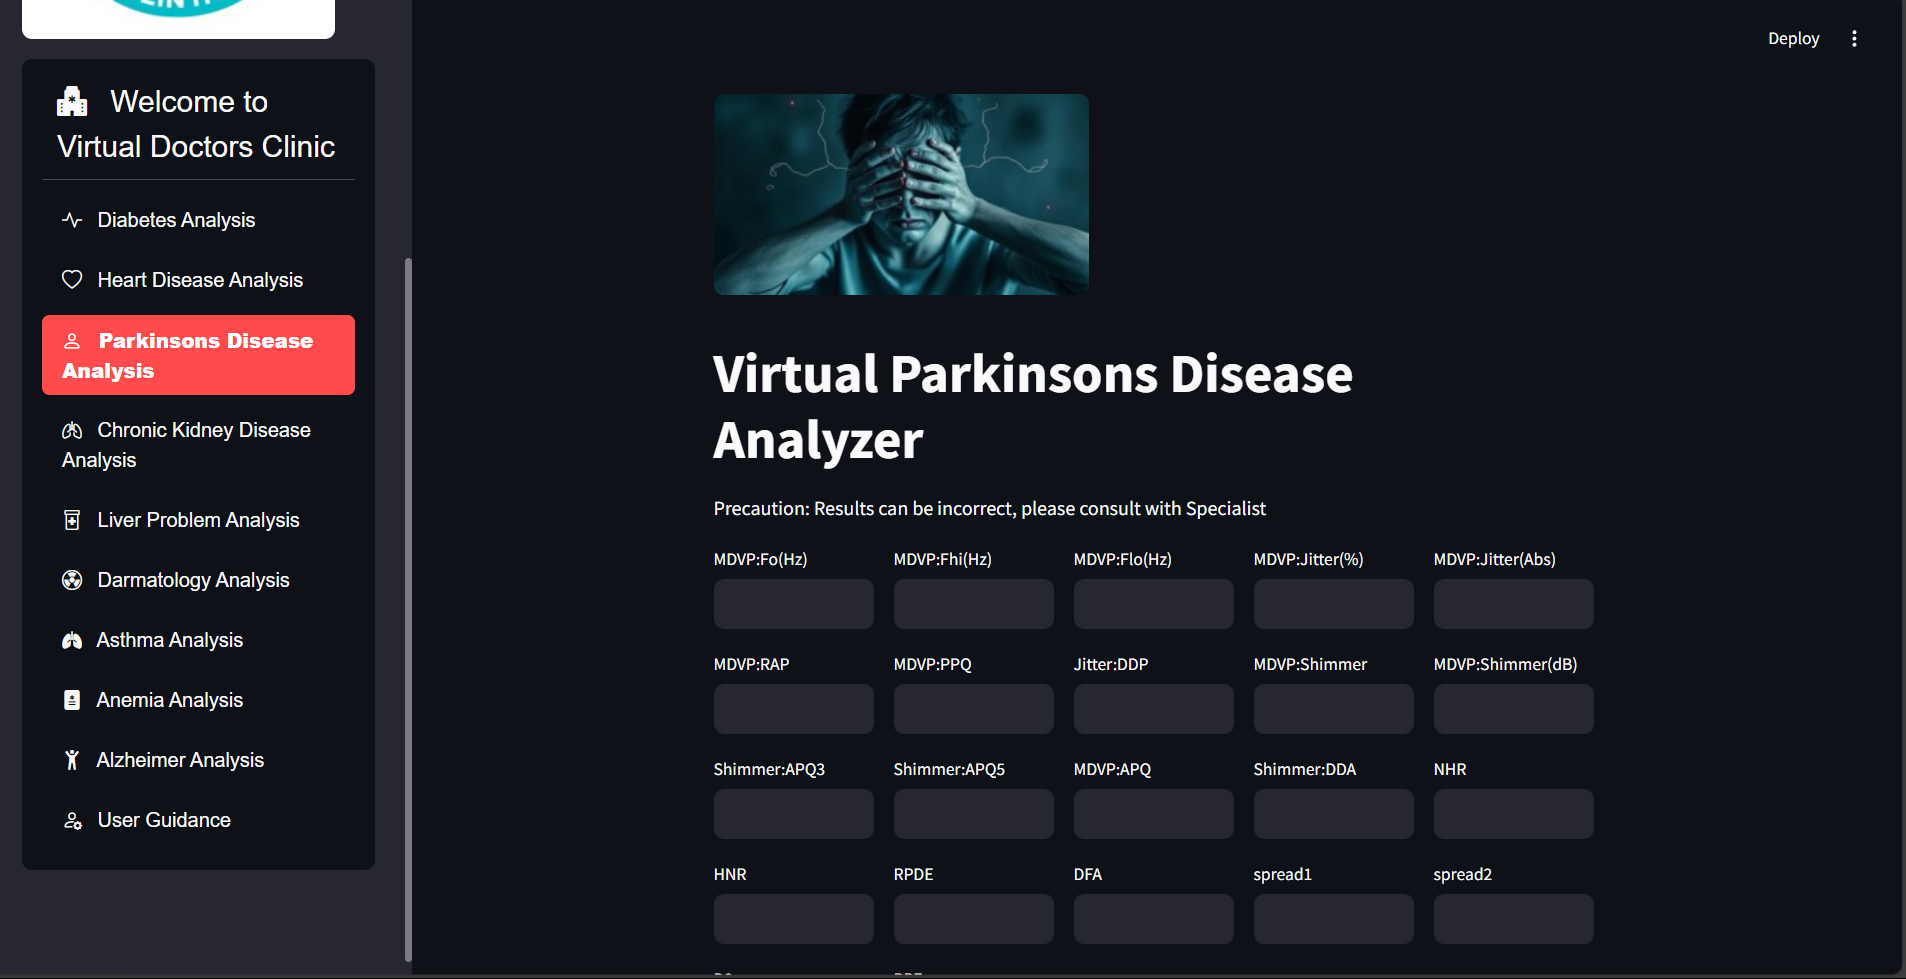 Deploy
Welcome to
Virtual Doctors Clinic
Diabetes Analysis
Heart Disease Analysis
Parkinsons Disease
Analysis
Chronic Kidney Disease
Analysis
Liver Problem Analysis
Darmatology Analysis
Asthma Analysis
Anemia Analysis
Alzheimer Analysis
User Guidance
Virtual Parkinsons Disease
Analyzer
Precaution: Results can be incorrect, please consult with Specialist
MDVP:Fo(Hz) MDVP:Fhi(Hz) MDVP:Flo(Hz) MDVP:Jitter(%) MDVP:Jitter(Abs)
MDVP:RAP MDVP:PPQ Jitter:DDP MDVP:Shimmer MDVP:Shimmer(dB)
Shimmer:APQ3 Shimmer:APQ5 MDVP:APQ Shimmer:DDA NHR
HNR RPDE DFA spread1 spread2